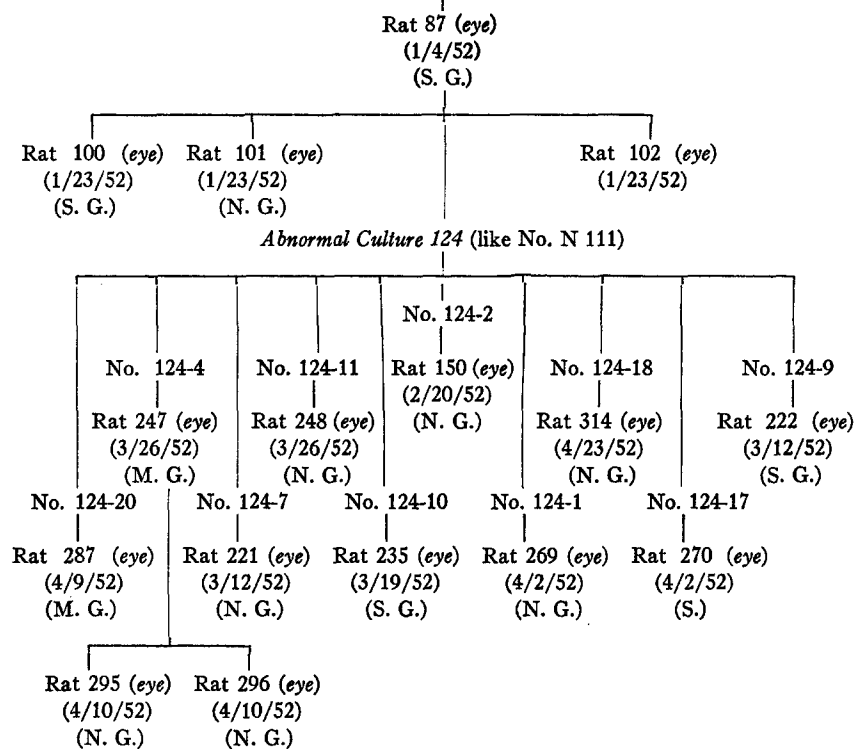 Rat 87 (eye)
(1/4/52)
(S. G.)
Rat 100 (eye) Rat 101 (eye) Rat 102 (eye)
(1/23/52) (1/23/52) (1/23/52)
(S. G.) (N. G.)
Abnormal Culture 124 (like No. N 111)
No. 124-2
No. 124-4 No. 124-11 Rat 150 (eye) No. 124-18 No. 124-9
(2/20/52)
Rat 247 (eye) Rat 248 (eye) (N. G.) Rat 314 (eye) Rat 222 (eye)
(3/26/52) (3/26/52) (4/23/52) (3/12/52)
(M. G.) (N. G.) (N. G.) (S. G.)
No. 124-20 No. 124-7 No. 124-10 No. 124-1 No. 124-17
Rat 287 (eye) Rat 221 (eye) Rat 235 (eye) Rat 269 (eye) Rat 270 (eye)
(4/9/52) (3/12/52) (3/19/52) (4/2/52) (4/2/52)
(M. G.) (N. G.) (S. G.) (N. G.) (S.)
Rat 295 (eye) Rat 296 (eye)
(4/10/52) (4/10/52)
(N. G.) (N. G.)